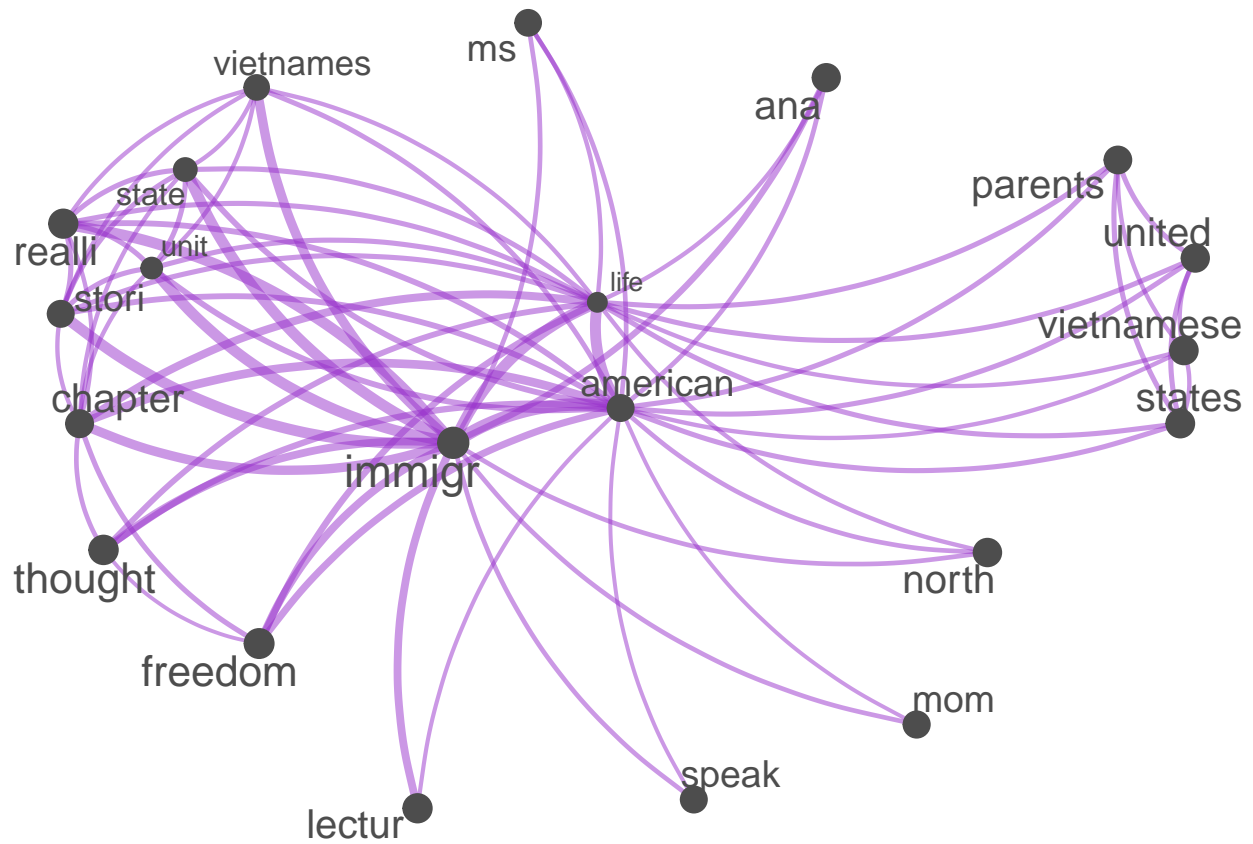 ms
vietnames
ana
parents
state
united
realli
unit
life
stori
vietnamese
american
chapter
states
immigr
thought
north
freedom
mom
speak
lectur